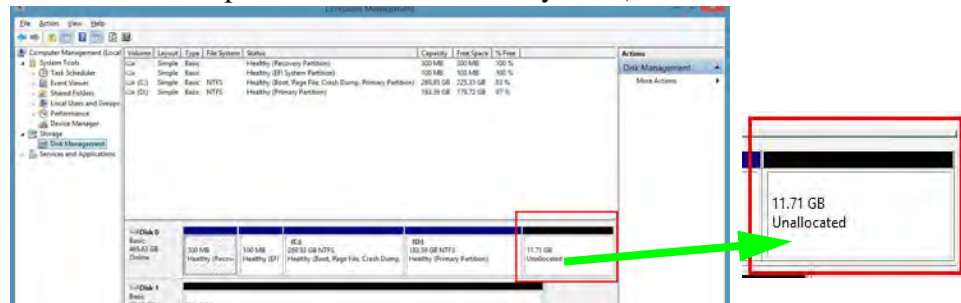 Computer Management
File Action View Help
Computer Management (Local
System Tools
Task Scheduler
Event Viewer
Shared Folders
Local Users and Groups
Performance
Device Manager
Storage
Disk Management
Services and Applications
Volume Layout Type File System Status Capacity Free Space % Free
Simple Basic Healthy (Recovery Partition) 300 MB 300 MB 100 %
Simple Basic Healthy (EFI System Partition) 100 MB 100 MB 100 %
(C:) Simple Basic NTFS Healthy (Boot, Page File, Crash Dump, Primary Partition)
(D:) Simple Basic NTFS Healthy (Primary Partition)
Actions
Disk Management
More Actions
Disk 0
Basic
Online
300 MB
Healthy (Recov
100 MB
Healthy (EFI
(C:)
Healthy (Boot, Page File, Crash Dump,
(D:)
Healthy (Primary Partition)
11.71 GB
Unallocated
Disk 1
Basic
11.71 GB
Unallocated